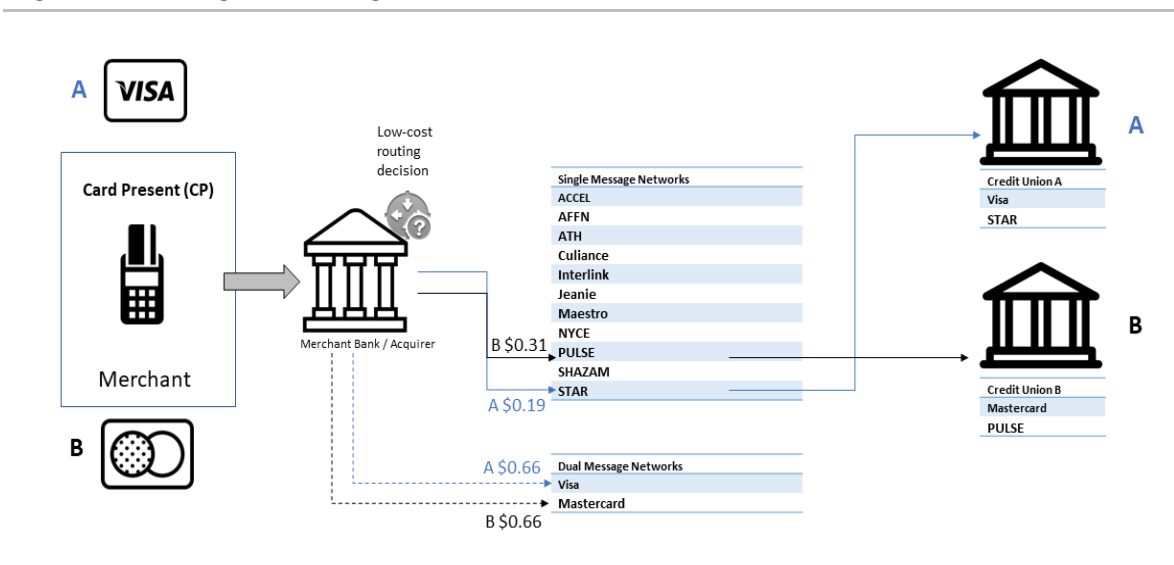 A
VISA
Card Present (CP)
Merchant
B
Low-cost
routing
decision
Merchant Bank / Acquirer
B $0.31
A $0.19
A $0.66
B $0.66
Single Message Networks
ACCEL
AFFN
ATH
Culiance
Interlink
Jeanie
Maestro
NYCE
PULSE
SHAZAM
STAR
Dual Message Networks
Visa
Mastercard
A
Credit Union A
Visa
STAR
B
Credit Union B
Mastercard
PULSE